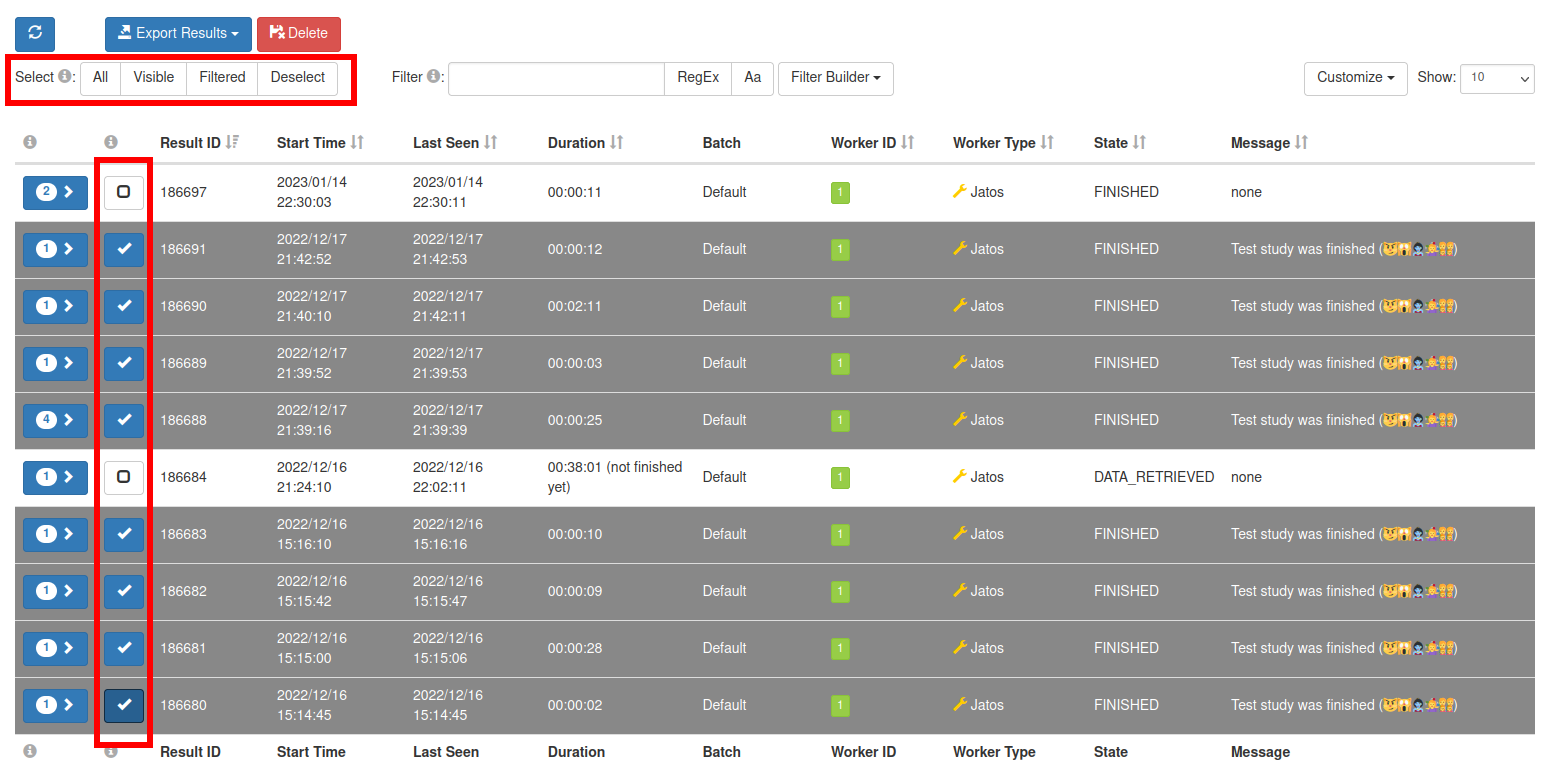 Export Results Delete
Select : All Visible Filtered Deselect Filter : RegEx Aa Filter Builder Customize Show: 10
Result ID Start Time Last Seen Duration Batch Worker ID Worker Type State Message
2 186697 2023/01/14 22:30:03 2023/01/14 22:30:11 00:00:11 Default 1 Jatos FINISHED none
1 186691 2022/12/17 21:42:52 2022/12/17 21:42:53 00:00:12 Default 1 Jatos FINISHED Test study was finished ()
1 186690 2022/12/17 21:40:10 2022/12/17 21:42:11 00:02:11 Default 1 Jatos FINISHED Test study was finished ()
1 186689 2022/12/17 21:39:52 2022/12/17 21:39:53 00:00:03 Default 1 Jatos FINISHED Test study was finished ()
4 186688 2022/12/17 21:39:16 2022/12/17 21:39:39 00:00:25 Default 1 Jatos FINISHED Test study was finished ()
1 186684 2022/12/16 21:24:10 2022/12/16 22:02:11 00:38:01 (not finished yet) Default 1 Jatos DATA_RETRIEVED none
1 186683 2022/12/16 15:16:10 2022/12/16 15:16:16 00:00:10 Default 1 Jatos FINISHED Test study was finished ()
1 186682 2022/12/16 15:15:42 2022/12/16 15:15:47 00:00:09 Default 1 Jatos FINISHED Test study was finished ()
1 186681 2022/12/16 15:15:00 2022/12/16 15:15:06 00:00:28 Default 1 Jatos FINISHED Test study was finished ()
1 186680 2022/12/16 15:14:45 2022/12/16 15:14:45 00:00:02 Default 1 Jatos FINISHED Test study was finished ()
Result ID Start Time Last Seen Duration Batch Worker ID Worker Type State Message